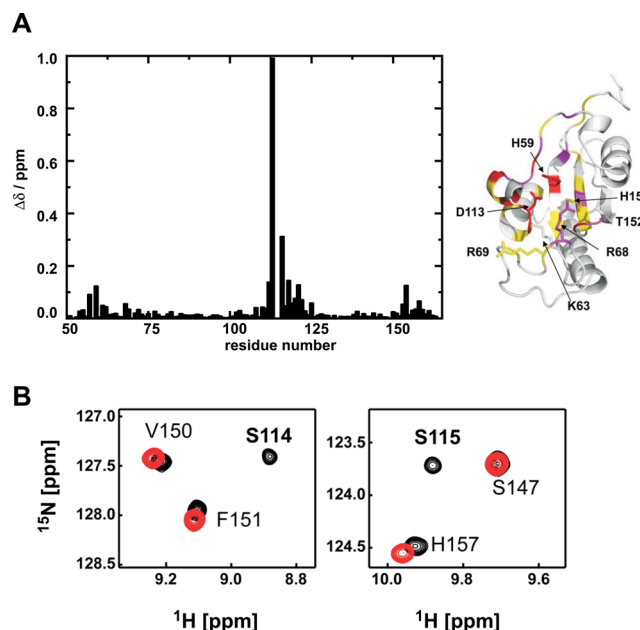 A
Δδ / ppm
1.0
0.8
0.6
0.4
0.2
0.0
50 75 100 125 150
residue number
H59
H15
D113
T152
R69
R68
K63
B
15N [ppm]
127.0
127.5
128.0
128.5
V150
S114
F151
9.2 9.0 8.8
1H [ppm]
123.5
124.0
124.5
S115
S147
H157
10.0 9.8 9.6
1H [ppm]